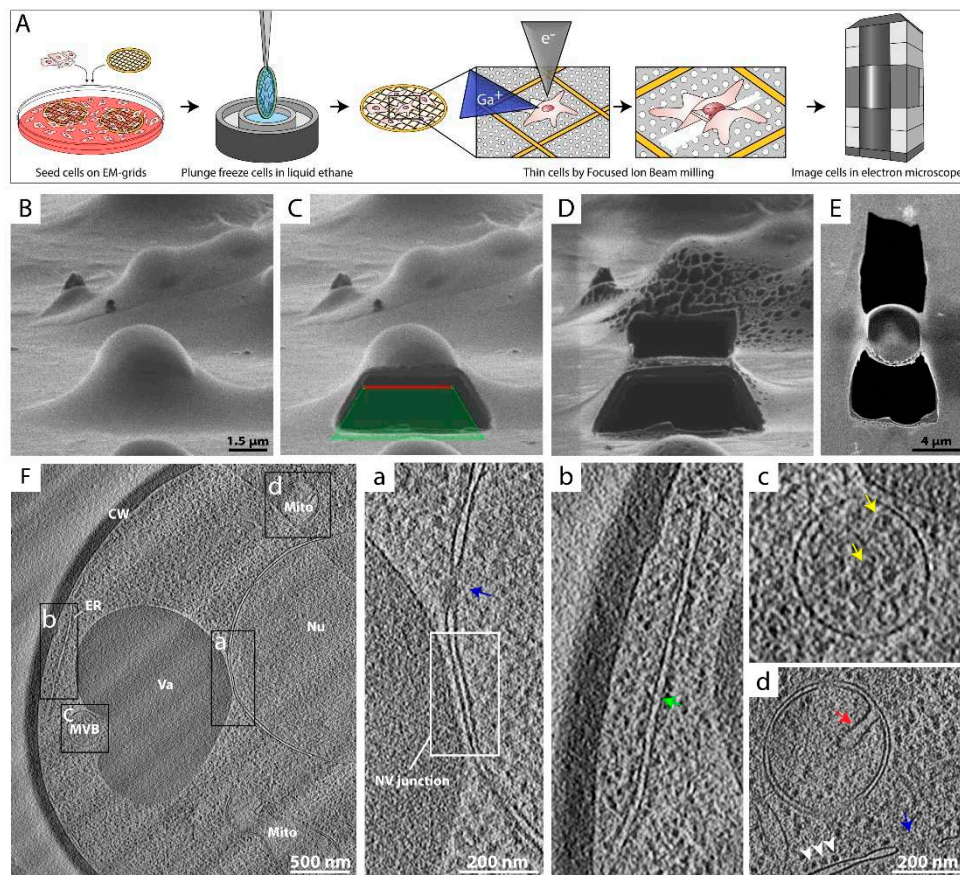 A
e-
Ga+
Seed cells on EM-grids
Plunge freeze cells in liquid ethane
Thin cells by Focused Ion Beam milling
Image cells in electron microscope
B
C
D
E
1.5 µm
4 µm
F
a
b
c
d
CW
d
Mito
b
ER
a
Nu
Va
C
MVB
Mito
500 nm
NV junction
200 nm
200 nm